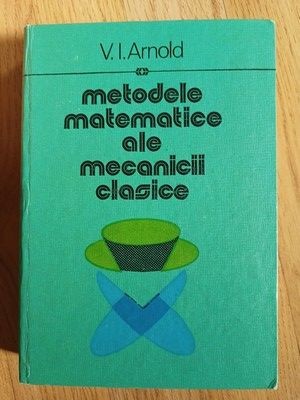 V. I. Arnold
metodele
matematice
ale
mecanicii
clasice